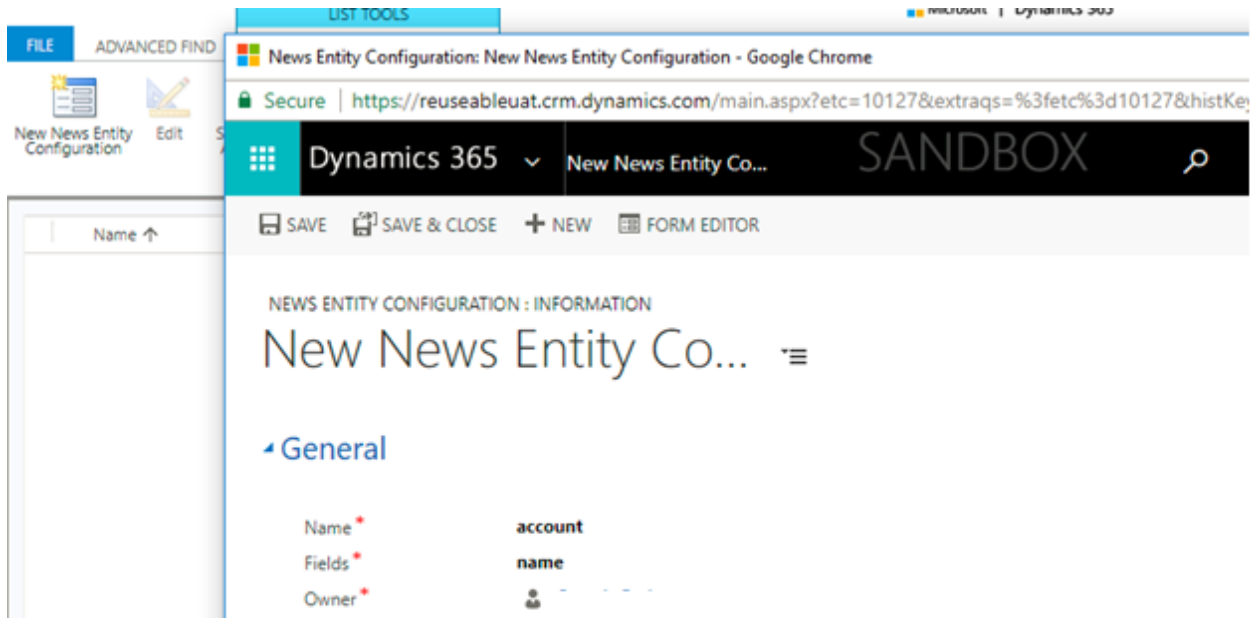 LIST TOOLS
Microsoft | Dynamics 365
FILE ADVANCED FIND
News Entity Configuration: New News Entity Configuration - Google Chrome
Secure | https://reuseableuat.crm.dynamics.com/main.aspx?etc=10127&extraqs=%3fetc%3d10127&histKey
New News Entity Configuration Edit S
Dynamics 365 New News Entity Co... SANDBOX
SAVE SAVE & CLOSE NEW FORM EDITOR
Name
NEWS ENTITY CONFIGURATION : INFORMATION
New News Entity Co...
General
Name* account
Fields* name
Owner*